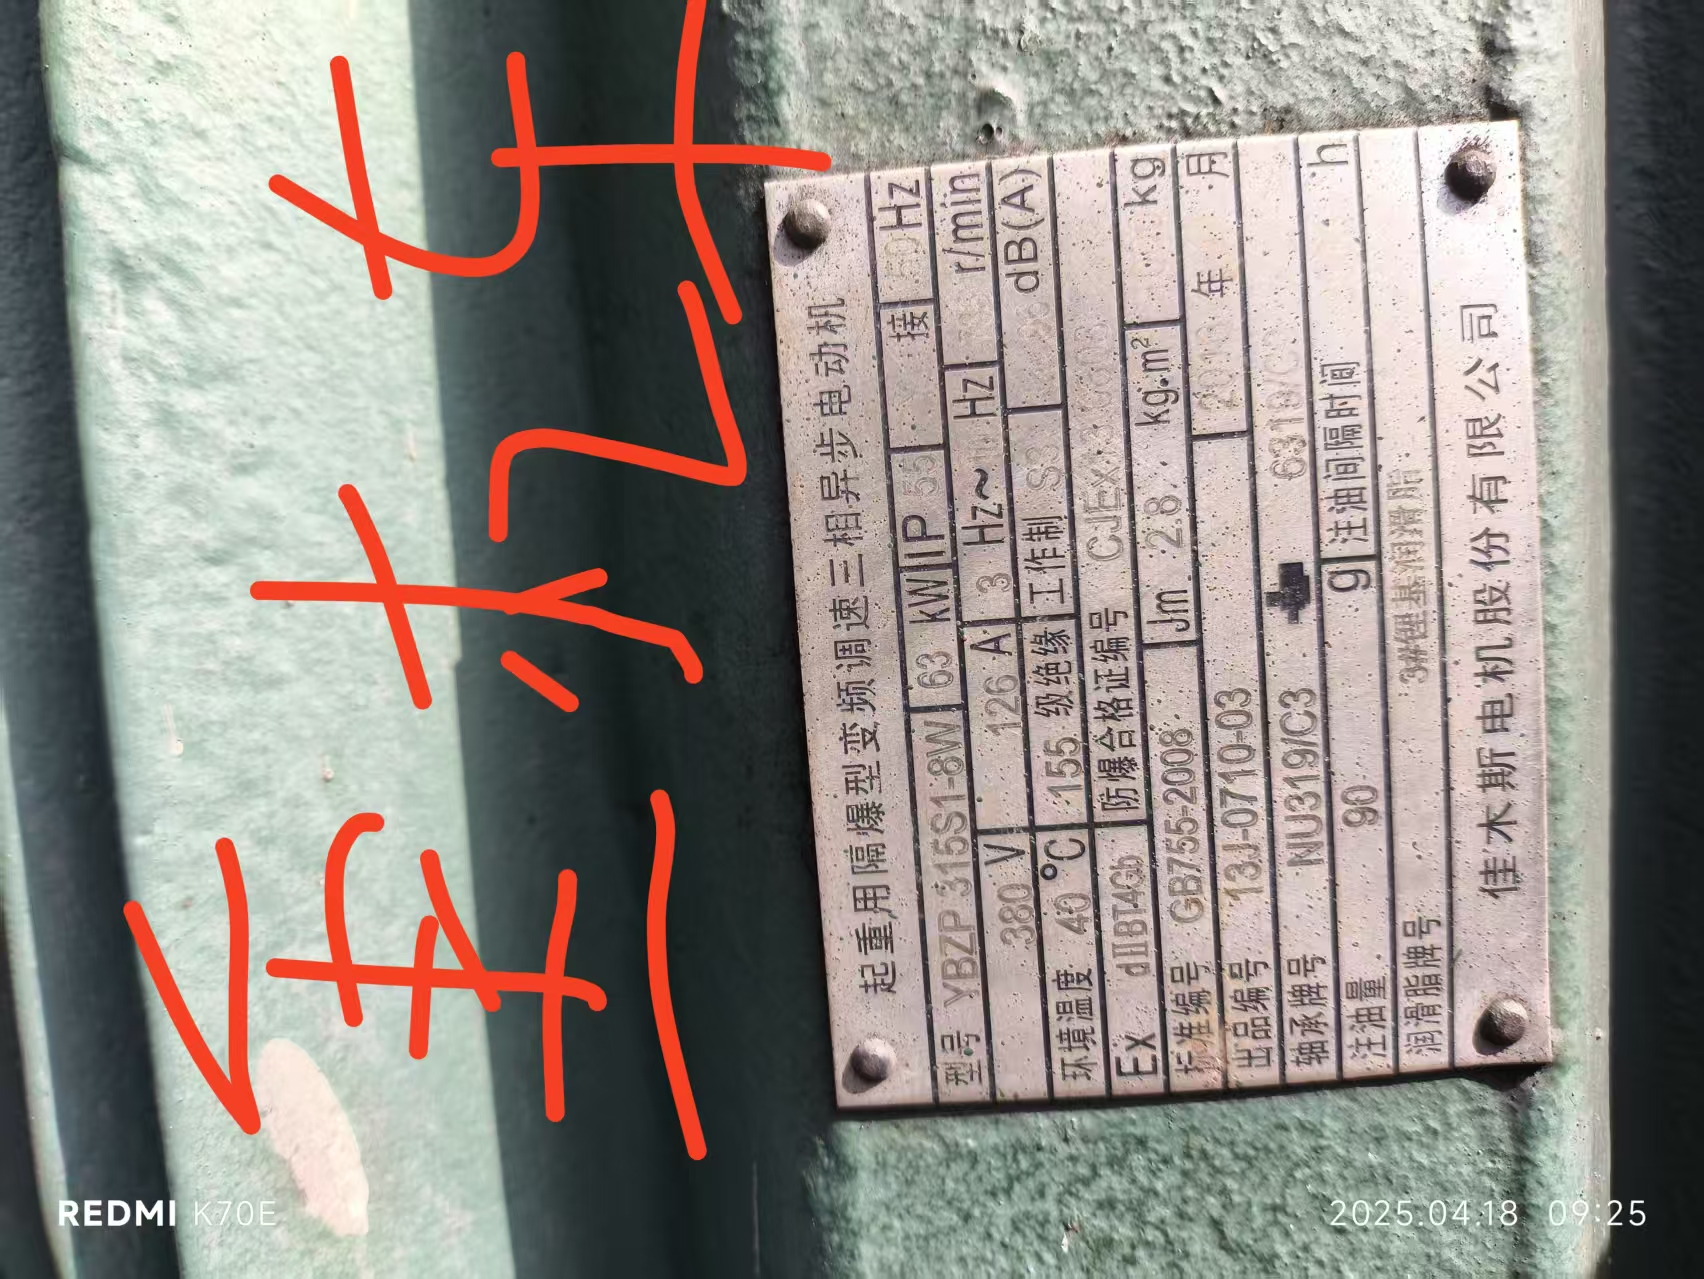 起重用隔爆型变频调速三相异步电动机
型号 YBZP 315S1-8W 63 kW IP 55 接 50 Hz
380 V 126 A 3 Hz~ Hz r/min
环境温度 40 °C 155 级绝缘 工作制 S3 dB(A)
EX dⅡBT4Gb 防爆合格证编号 CJEX
标准编号 GB755-2008 Jm 2.8 kg·m² kg
出品编号 13J-0710-03 年 月
轴承牌号 NU319/C3 6319/C3
注油量 90 g 注油间隔时间 h
润滑脂牌号 3#锂基润滑脂
佳木斯电机股份有限公司
REDMI K70E
2025.04.18 09:25